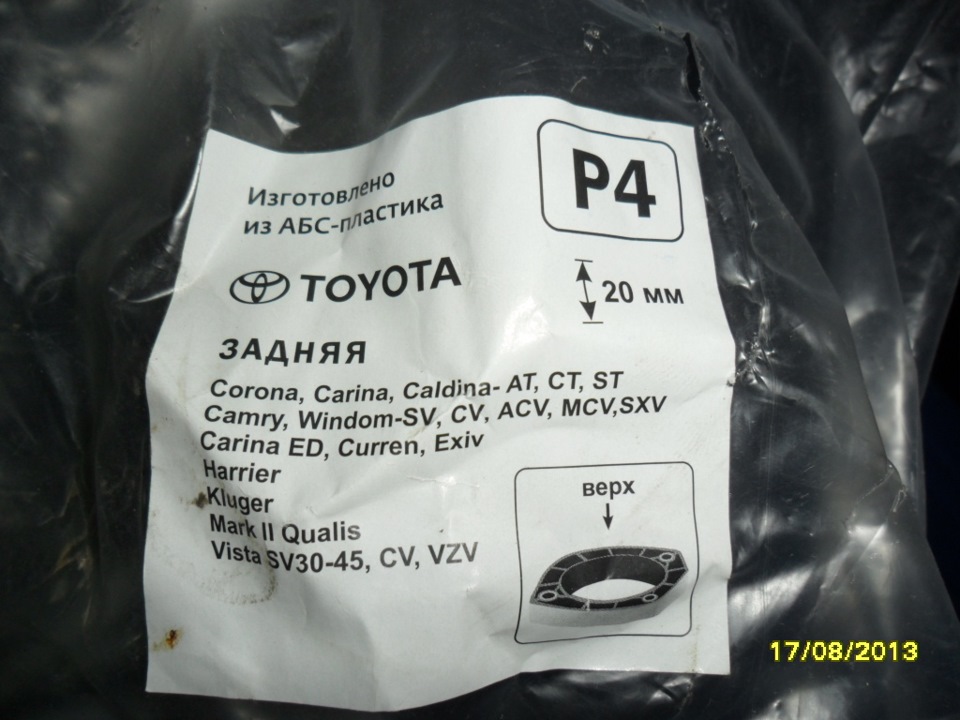 Изготовлено
из АБС-пластика
P4
TOYOTA
20 мм
ЗАДНЯЯ
Corona, Carina, Caldina- AT, CT, ST
Camry, Windom-SV, CV, ACV, MCV,SXV
Carina ED, Curren, Exiv
Harrier
Kluger
Mark II Qualis
Vista SV30-45, CV, VZV
верх
17/08/2013